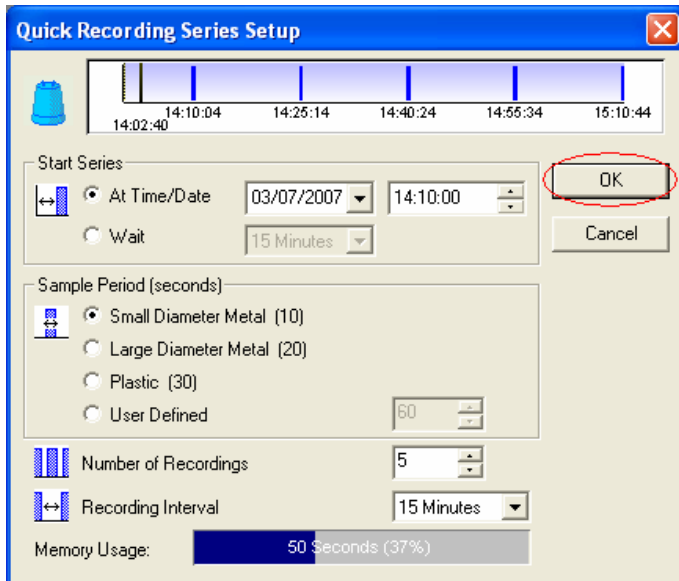 Quick Recording Series Setup
14:10:04 14:25:14 14:40:24 14:55:34 15:10:44
14:02:40
Start Series
At Time/Date 03/07/2007 14:10:00
OK
Wait 15 Minutes
Cancel
Sample Period (seconds)
Small Diameter Metal (10)
Large Diameter Metal (20)
Plastic (30)
User Defined 60
Number of Recordings 5
Recording Interval 15 Minutes
Memory Usage: 50 Seconds (37%)